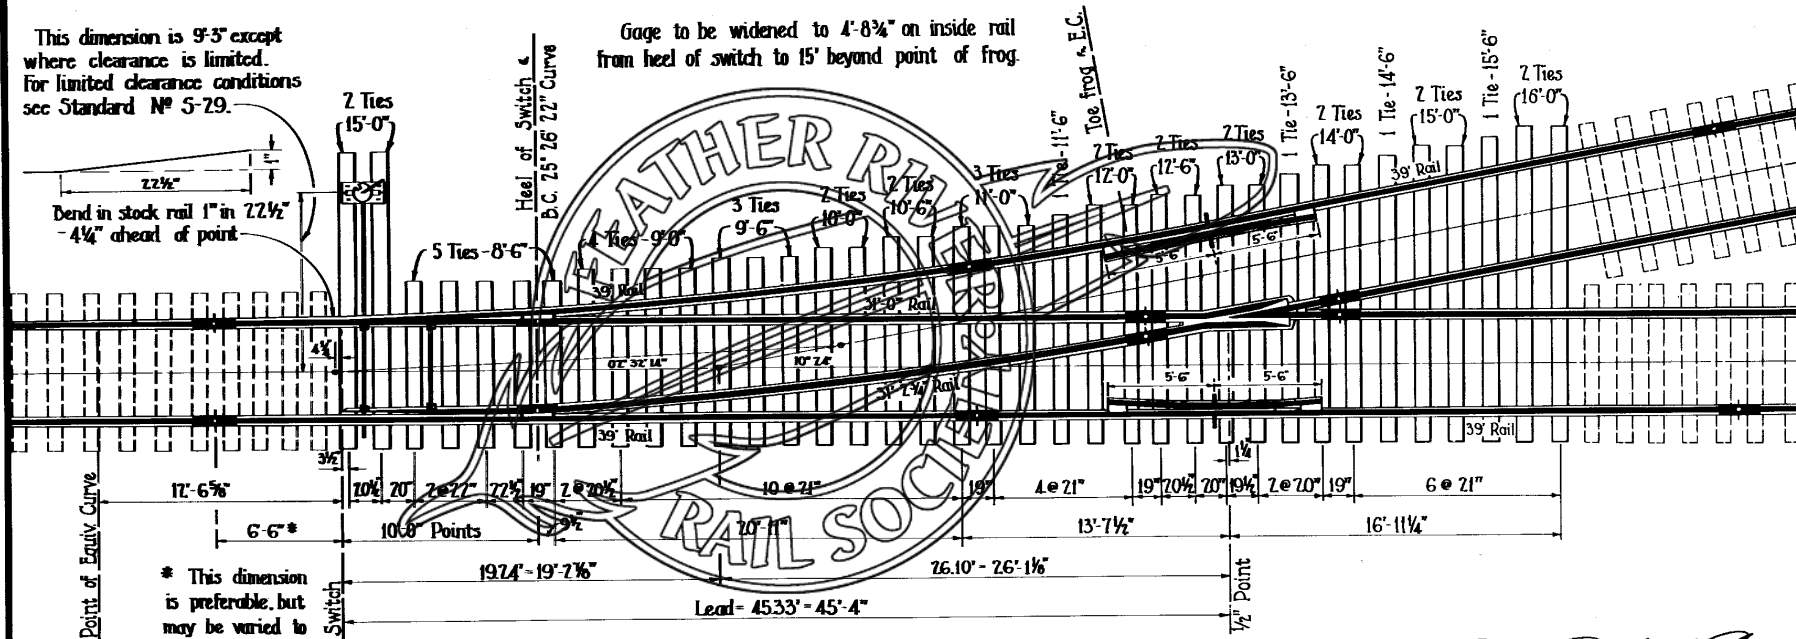 This dimension is 9'-3" except
where clearance is limited.
For limited clearance conditions
see Standard Nº S-29.
Gage to be widened to 4'-8¾" on inside rail
from heel of switch to 15' beyond point of frog.
2 Ties
15'-0"
1"
22½"
Bend in stock rail 1" in 22½"
- 4¼" ahead of point
Heel of Switch &
B.C. 25° 26' 22" Curve
5 Ties - 8'-6"
4 Ties - 9'-0"
3 Ties
9'-6"
2 Ties
10'-0"
2 Ties
10'-6"
3 Ties
11'-0"
1 Tie - 11'-6"
Toe frog & E.C.
2 Ties
12'-0"
2 Ties
12'-6"
2 Ties
13'-0"
1 Tie - 13'-6"
2 Ties
14'-0"
1 Tie - 14'-6"
2 Ties
15'-0"
1 Tie - 15'-6"
2 Ties
16'-0"
FEATHER RIVER
RAIL SOCIETY
39' Rail
39' Rail
31'-0" Rail
31'-2¾" Rail
39' Rail
39' Rail
5'-6"
5'-6"
5'-6"
5'-6"
4¼
02° 32' 14"
10° 24'
3½"
1¼
12'-6⅝"
20½"
20"
2 @ 22"
22½"
19"
2 @ 20½"
10 @ 21"
19"
4 @ 21"
19"
20½"
20"
19½"
2 @ 20"
19"
6 @ 21"
6'-6" *
10'-0" Points
9½"
20'-11"
13'-7½"
16'-11¼"
19.24' = 19'-2⅞"
26.10' = 26'-1⅛"
Lead = 45.33' = 45'-4"
Point of Equiv. Curve
Switch
½" Point
* This dimension
is preferable, but
may be varied to